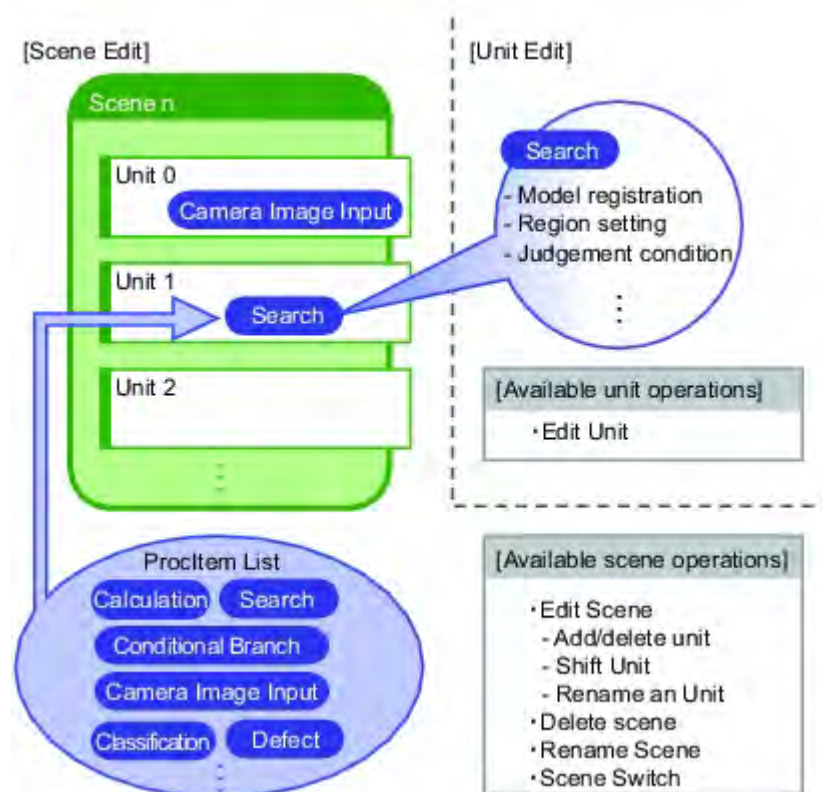 [Scene Edit]
Scene n
Unit 0
Camera Image Input
Unit 1
Search
Unit 2
ProcItem List
Calculation Search
Conditional Branch
Camera Image Input
Classification Defect
[Unit Edit]
Search
- Model registration
- Region setting
- Judgement condition
[Available unit operations]
・Edit Unit
[Available scene operations]
・Edit Scene
- Add/delete unit
- Shift Unit
- Rename an Unit
・Delete scene
・Rename Scene
・Scene Switch